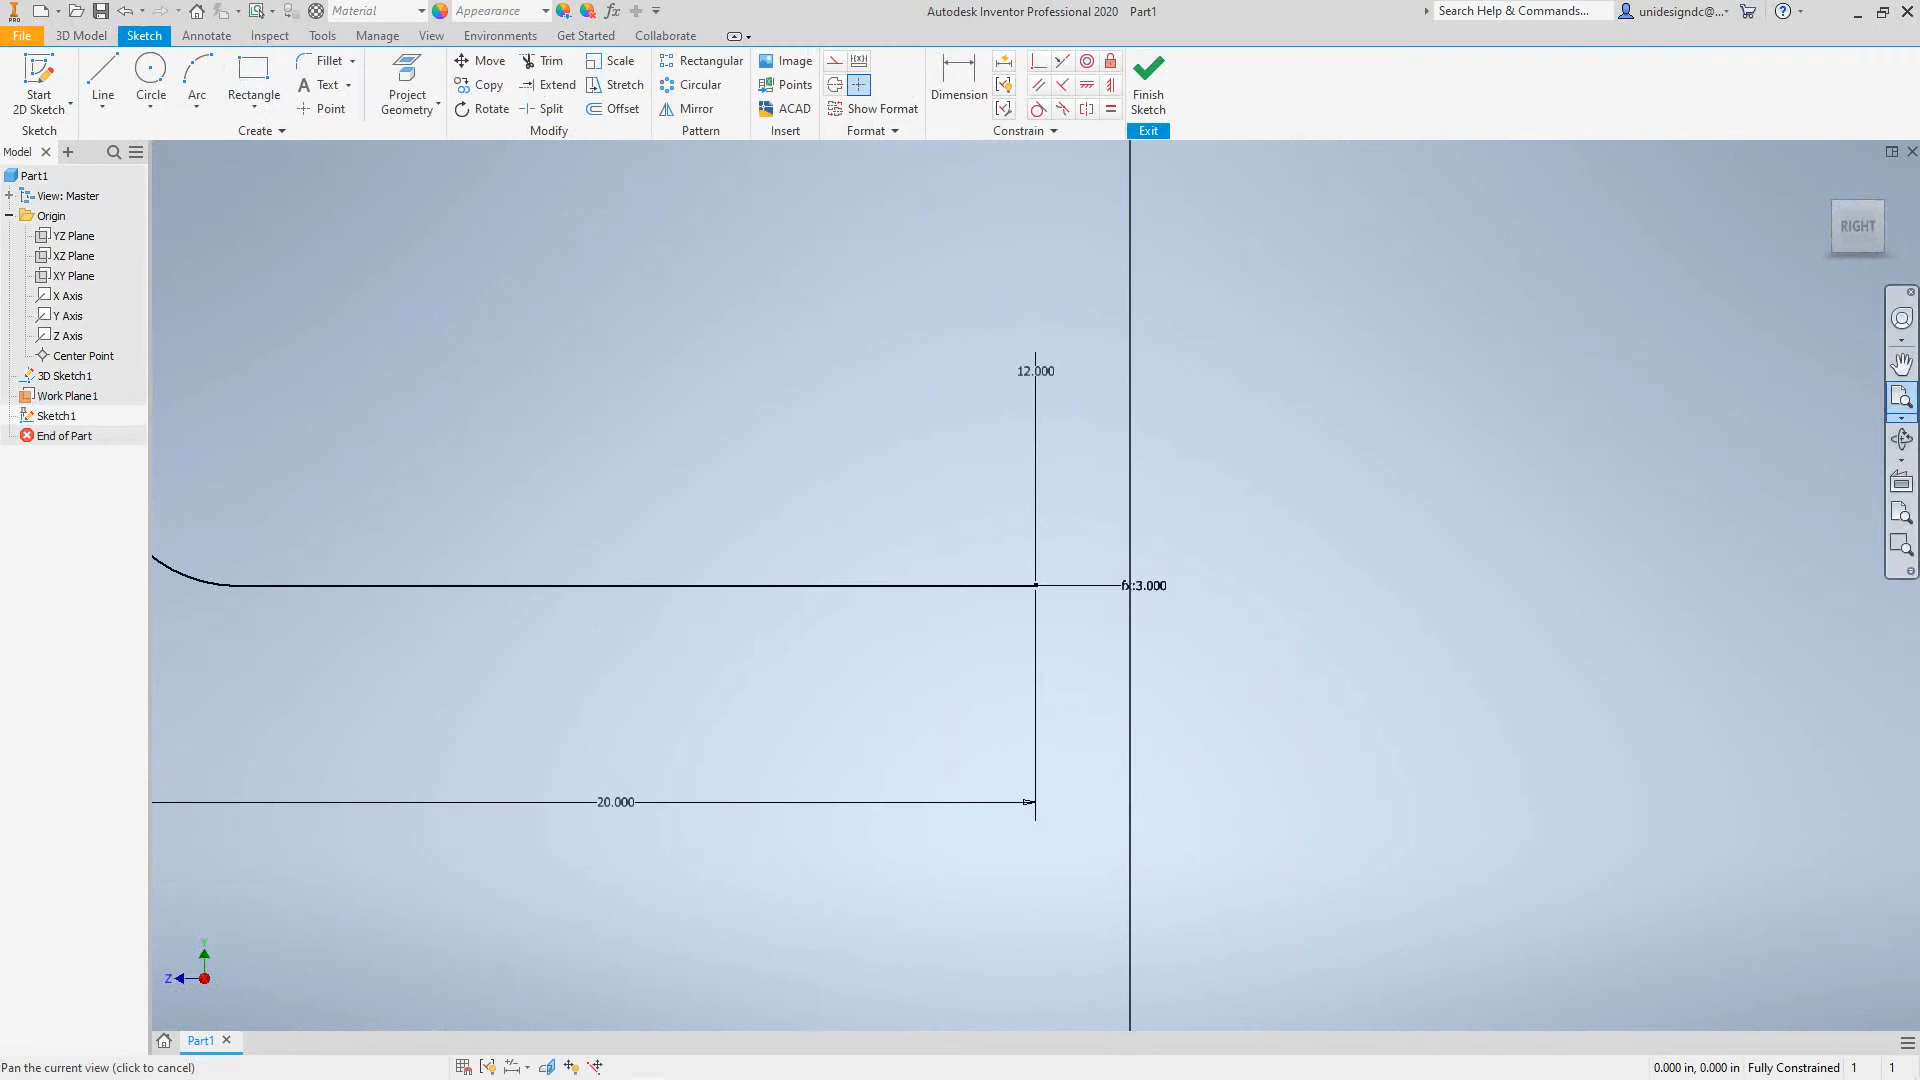 Material
Appearance
Autodesk Inventor Professional 2020 Part1
Search Help & Commands...
unidesigndc@...
PRO
File 3D Model Sketch Annotate Inspect Tools Manage View Environments Get Started Collaborate
Start
2D Sketch
Sketch
Line
Circle
Arc
Rectangle
Fillet
Text
Point
Create
Project
Geometry
Move
Copy
Rotate
Trim
Extend
Split
Scale
Stretch
Offset
Modify
Rectangular
Circular
Mirror
Pattern
Image
Points
ACAD
Insert
Show Format
Format
Dimension
Constrain
Finish
Sketch
Exit
Model
Part1
View: Master
Origin
YZ Plane
XZ Plane
XY Plane
X Axis
Y Axis
Z Axis
Center Point
3D Sketch1
Work Plane1
Sketch1
End of Part
RIGHT
12.000
fx:3.000
20.000
Y
Z
Part1
Pan the current view (click to cancel)
0.000 in, 0.000 in Fully Constrained 1 1